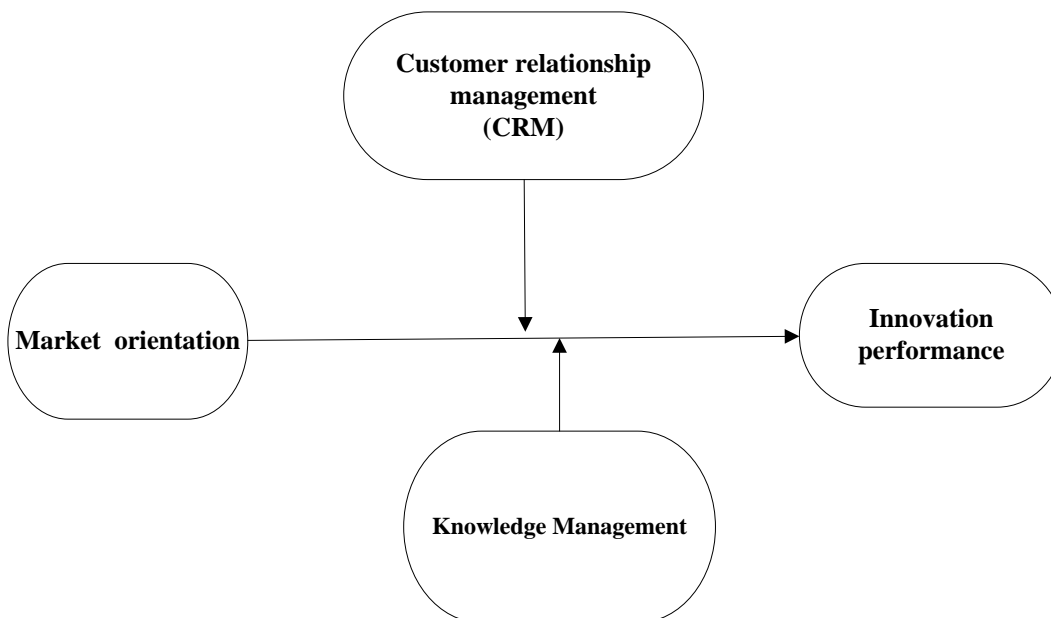 Customer relationship
management
(CRM)
Market orientation
Innovation
performance
Knowledge Management